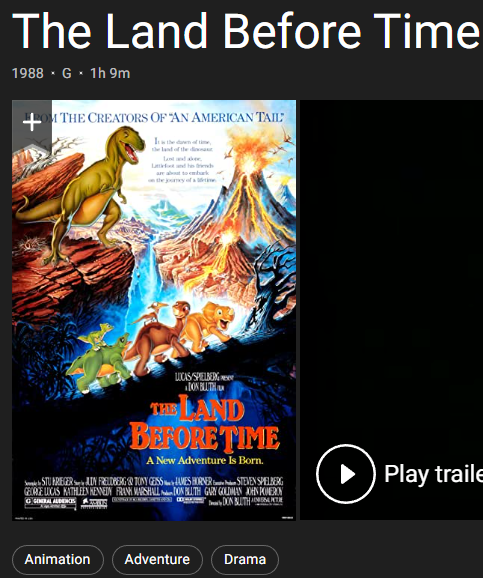 The Land Before Time
1988 · G · 1h 9m
FROM THE CREATORS OF "AN AMERICAN TAIL"
It is the dawn of time,
the land of the dinosaur.
Lost and alone,
Littlefoot and his friends
are about to embark
on the journey of a lifetime.
LUCAS/SPIELBERG PRESENT
A DON BLUTH FILM
THE LAND
BEFORE TIME
A New Adventure Is Born.
Screenplay by STU KRIEGER Story by JUDY FREUDBERG & TONY GEISS Music by JAMES HORNER Executive Producers STEVEN SPIELBERG
GEORGE LUCAS KATHLEEN KENNEDY FRANK MARSHALL Producers DON BLUTH GARY GOLDMAN JOHN POMEROY
G GENERAL AUDIENCES
Directed by DON BLUTH A UNIVERSAL PICTURE
Play traile
Animation
Adventure
Drama